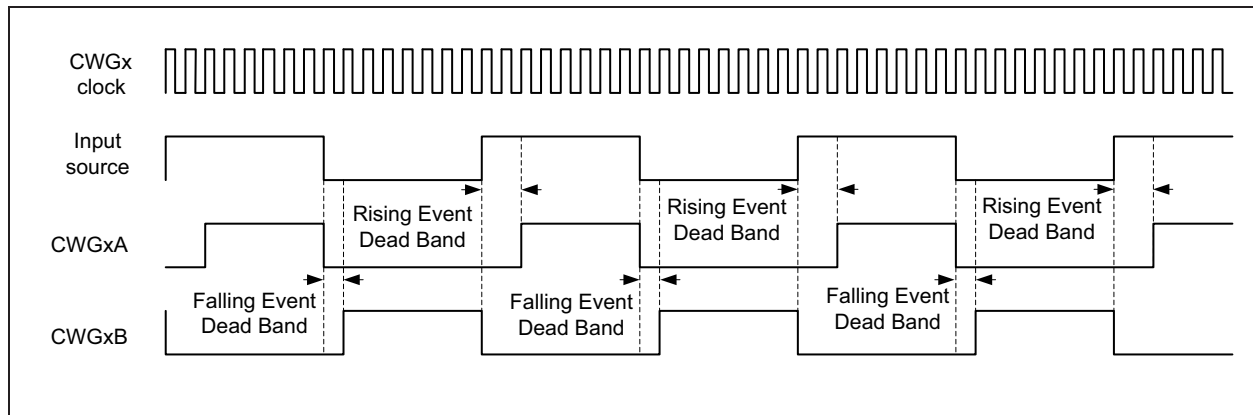 CWGx
clock
Input
source
Rising Event
Dead Band
Rising Event
Dead Band
Rising Event
Dead Band
CWGxA
Falling Event
Dead Band
Falling Event
Dead Band
Falling Event
Dead Band
CWGxB